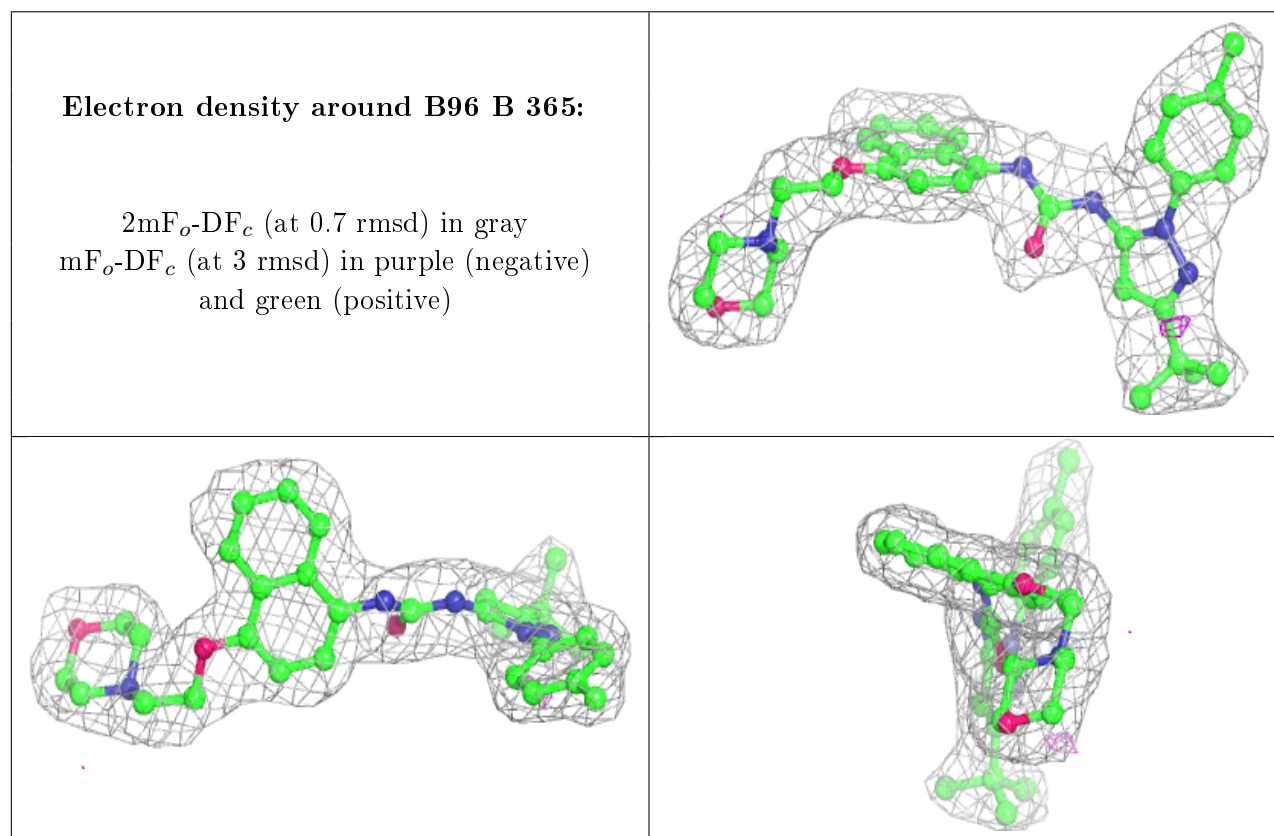 Electron density around B96 B 365:
2mFₒ-DF𝒸 (at 0.7 rmsd) in gray
mFₒ-DF𝒸 (at 3 rmsd) in purple (negative)
and green (positive)